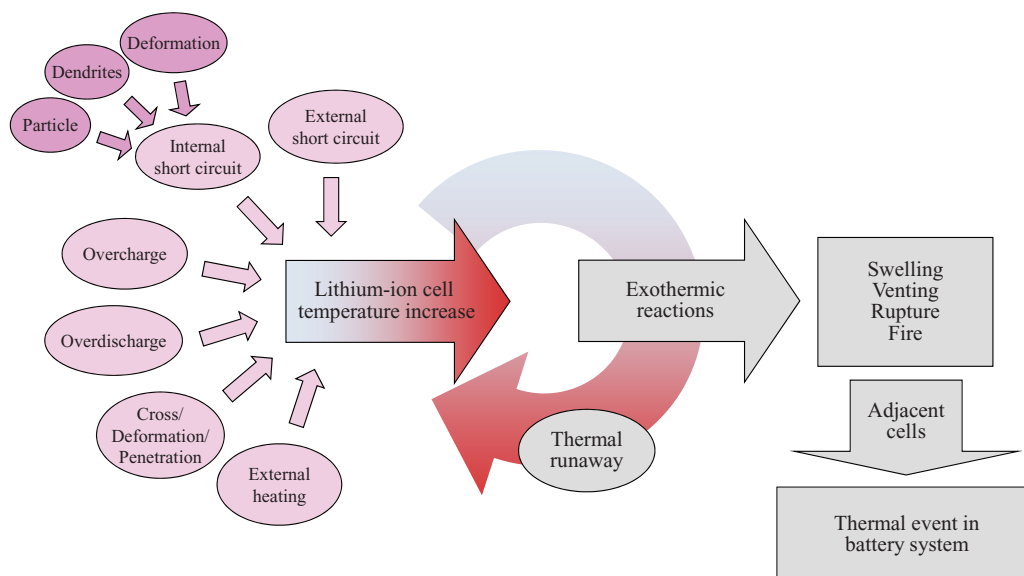 Deformation
Dendrites
Particle
Internal
short circuit
External
short circuit
Overcharge
Overdischarge
Cross/
Deformation/
Penetration
External
heating
Lithium-ion cell
temperature increase
Exothermic
reactions
Thermal
runaway
Swelling
Venting
Rupture
Fire
Adjacent
cells
Thermal event in
battery system